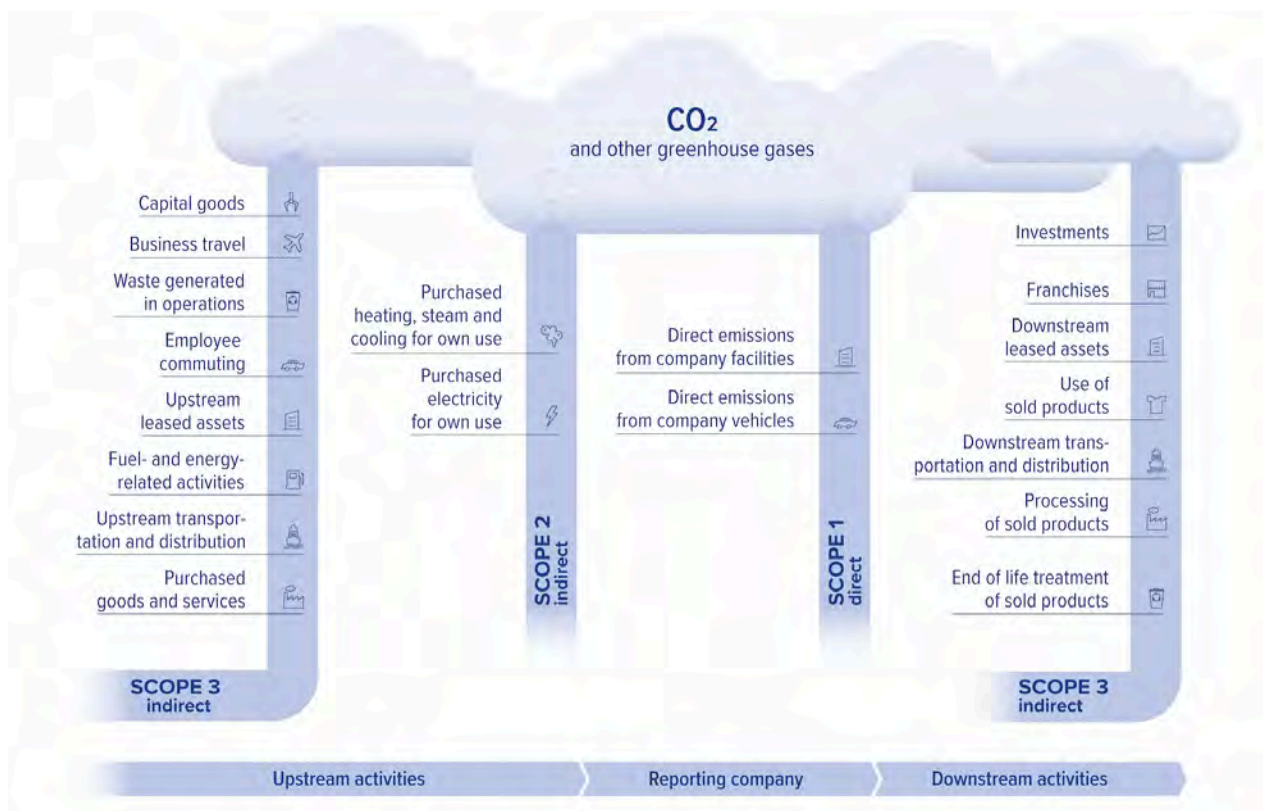 CO₂
and other greenhouse gases
Capital goods
Business travel
Waste generated
in operations
Employee
commuting
Upstream
leased assets
Fuel- and energy-
related activities
Upstream transpor-
tation and distribution
Purchased
goods and services
SCOPE 3
indirect
Purchased
heating, steam and
cooling for own use
Purchased
electricity
for own use
SCOPE 2
indirect
Direct emissions
from company facilities
Direct emissions
from company vehicles
SCOPE 1
direct
Investments
Franchises
Downstream
leased assets
Use of
sold products
Downstream trans-
portation and distribution
Processing
of sold products
End of life treatment
of sold products
SCOPE 3
indirect
Upstream activities
Reporting company
Downstream activities